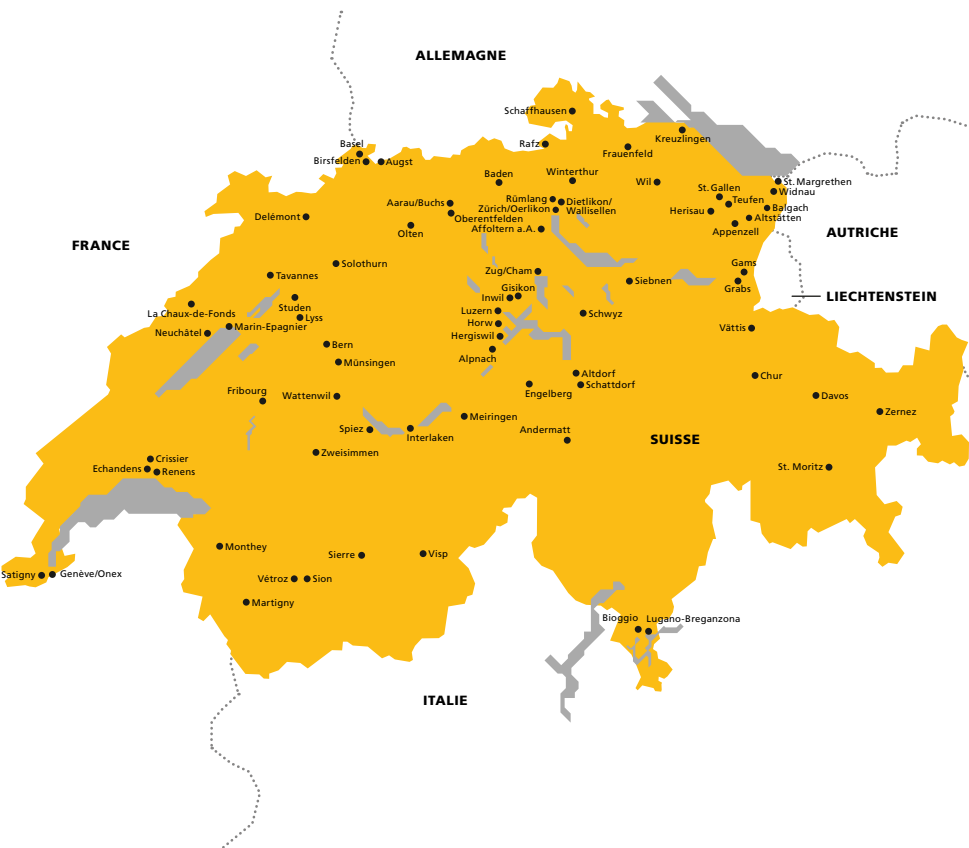 ALLEMAGNE
Schaffhausen
Kreuzlingen
Rafz
Basel
Frauenfeld
Birsfelden
Augst
Baden
Winterthur
Wil
St. Margrethen
St. Gallen
Widnau
Teufen
Aarau/Buchs
Rümlang
Dietlikon/
Wallisellen
Zürich/Oerlikon
Herisau
Balgach
Delémont
Oberentfelden
Altstätten
Olten
Affoltern a.A.
Appenzell
AUTRICHE
FRANCE
Solothurn
Gams
Tavannes
Zug/Cham
Siebnen
Grabs
Gisikon
Inwil
LIECHTENSTEIN
Studen
La Chaux-de-Fonds
Lyss
Luzern
Schwyz
Marin-Epagnier
Horw
Vättis
Neuchâtel
Hergiswil
Bern
Alpnach
Münsingen
Altdorf
Chur
Schattdorf
Fribourg
Wattenwil
Engelberg
Davos
Meiringen
Zernez
Spiez
Interlaken
Andermatt
SUISSE
Zweisimmen
Crissier
Echandens
Renens
St. Moritz
Monthey
Sierre
Visp
Satigny
Genève/Onex
Vétroz
Sion
Martigny
Bioggio
Lugano-Breganzona
ITALIE